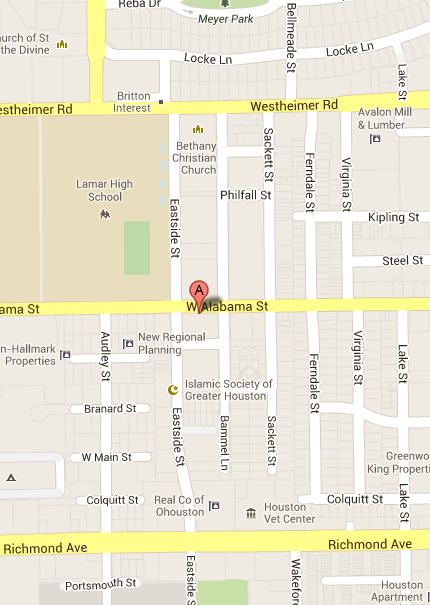 Reba Dr
Meyer Park
Bellmeade St
urch of St
the Divine
Locke Ln
Locke Ln
Lake St
Britton
Interest
estheimer Rd
Westheimer Rd
Avalon Mill
& Lumber
Bethany
Christian
Church
Sackett St
Ferndale St
Virginia St
Lamar High
School
Philfall St
Eastside St
Kipling St
Steel St
A
ama St
W Alabama St
Audley St
New Regional
Planning
n-Hallmark
Properties
Virginia St
Lake St
Ferndale St
Islamic Society of
Greater Houston
Branard St
Eastside St
Bammel Ln
Sackett St
W Main St
Greenwo
King Properti
Colquitt St
Real Co of
Ohouston
Houston
Vet Center
Colquitt St
Lake St
Richmond Ave
Richmond Ave
Portsmouth St
Eastside S
Wakefor
Houston
Apartment